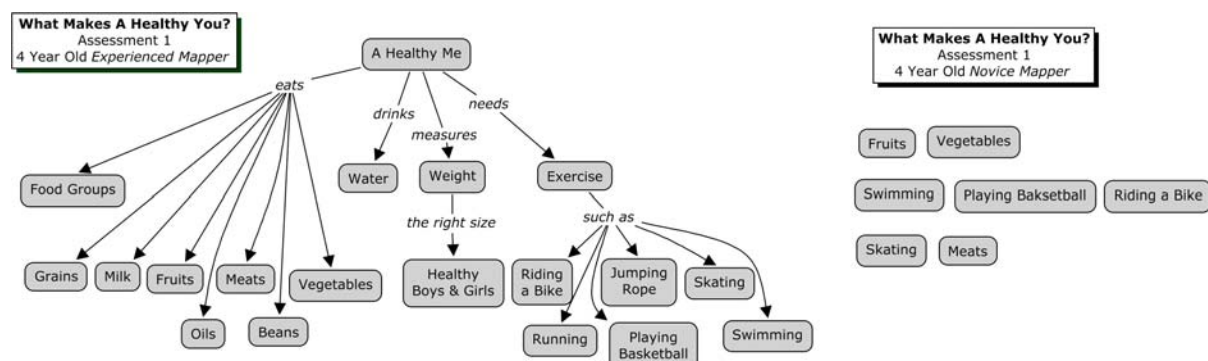 What Makes A Healthy You?
Assessment 1
4 Year Old Experienced Mapper
A Healthy Me
eats
drinks
measures
needs
Food Groups
Water
Weight
Exercise
the right size
such as
Grains
Milk
Fruits
Meats
Vegetables
Oils
Beans
Healthy
Boys & Girls
Riding
a Bike
Jumping
Rope
Skating
Running
Playing
Basketball
Swimming
What Makes A Healthy You?
Assessment 1
4 Year Old Novice Mapper
Fruits
Vegetables
Swimming
Playing Baksetball
Riding a Bike
Skating
Meats